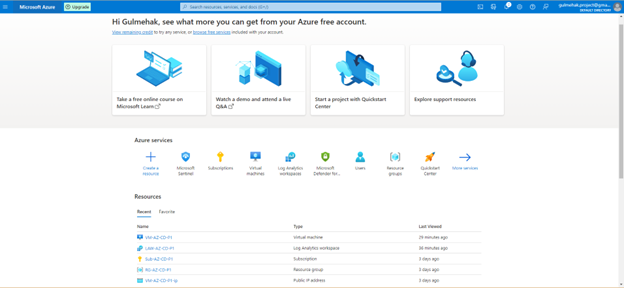 Microsoft Azure
Upgrade
Search resources, services, and docs (G+/)
gulmehak.project@gma...
DEFAULT DIRECTORY
Hi Gulmehak, see what more you can get from your Azure free account.
View remaining credit to try any service, or browse free services included with your account.
Take a free online course on
Microsoft Learn
Watch a demo and attend a live
Q&A
Start a project with Quickstart
Center
Explore support resources
Azure services
Create a
resource
Microsoft
Sentinel
Subscriptions
Virtual
machines
Log Analytics
workspaces
Microsoft
Defender for...
Users
Resource
groups
Quickstart
Center
More services
Resources
Recent
Favorite
Name
Type
Last Viewed
VM-AZ-CD-P1
Virtual machine
29 minutes ago
LAW-AZ-CD-P1
Log Analytics workspace
36 minutes ago
Sub-AZ-CD-P1
Subscription
3 days ago
RG-AZ-CD-P1
Resource group
3 days ago
VM-AZ-CD-P1-ip
Public IP address
3 days ago